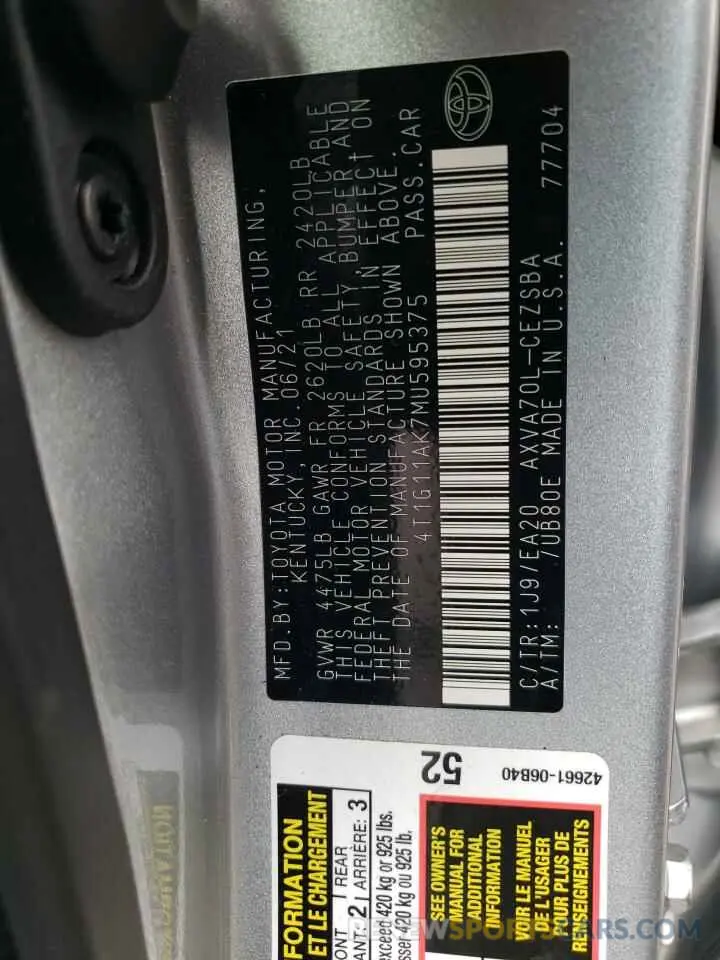 MFD.BY:TOYOTA MOTOR MANUFACTURING,
KENTUCKY, INC.06/21
GVWR 4475LB GAWR FR 2620LB RR 2420LB
THIS VEHICLE CONFORMS TO ALL APPLICABLE
FEDERAL MOTOR VEHICLE SAFETY, BUMPER, AND
THEFT PREVENTION STANDARDS IN EFFECT ON
THE DATE OF MANUFACTURE SHOWN ABOVE.
4T1G11AK7MU595375 PASS.CAR
C/TR:1J9/EA20 AXVA70L-CEZSBA 77704
A/TM: /UB80E MADE IN U.S.A.
52
42661-06B40
FORMATION
ET LE CHARGEMENT
ONT | REAR
ANT: 2 | ARRIÈRE: 3
exceed 420 kg or 925 lbs.
sser 420 kg ou 925 lb.
SEE OWNER'S
MANUAL FOR
ADDITIONAL
INFORMATION
VOIR LE MANUEL
DE L'USAGER
POUR PLUS DE
RENSEIGNEMENTS
REVIEWSPORTSCARS.COM